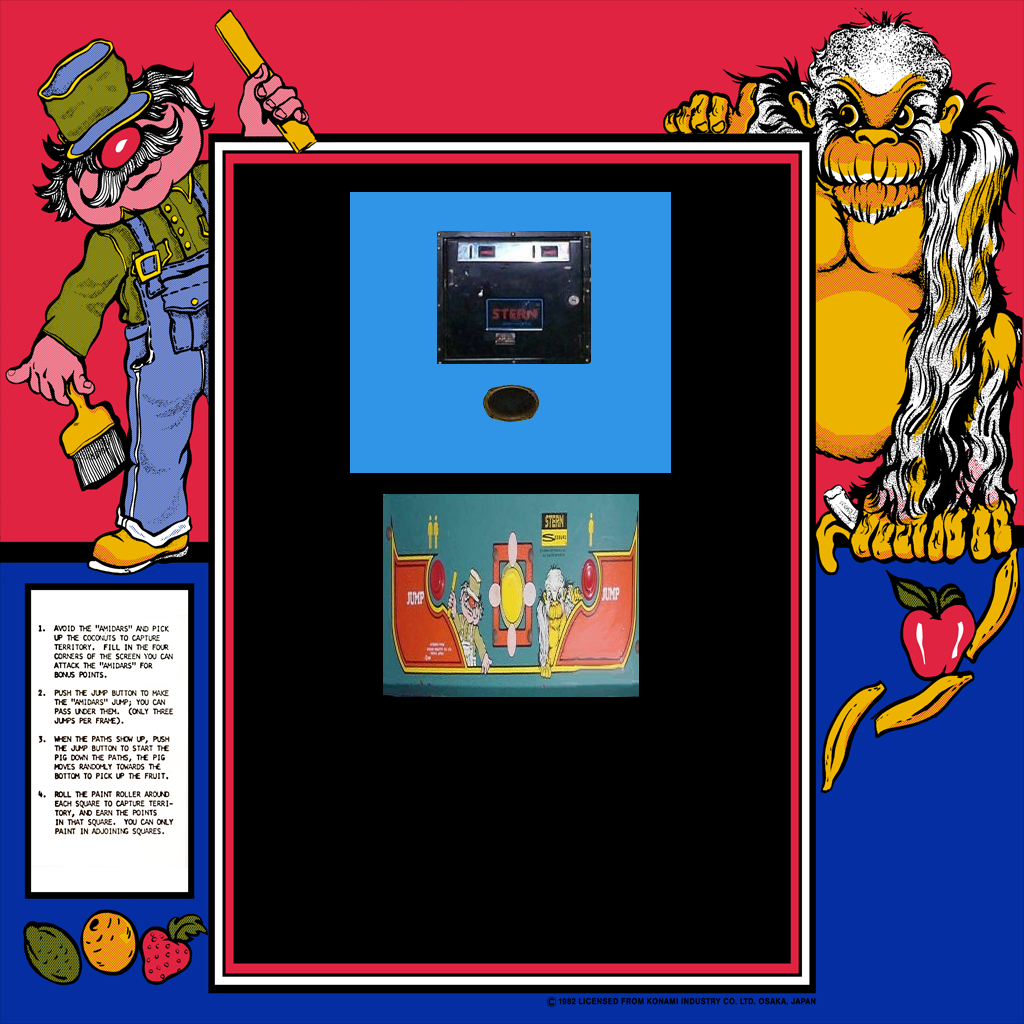 STERN
STERN
SEEBURG
JUMP
JUMP
1. AVOID THE "AMIDARS" AND PICK
UP THE COCONUTS TO CAPTURE
TERRITORY. FILL IN THE FOUR
CORNERS OF THE SCREEN YOU CAN
ATTACK THE "AMIDARS" FOR
BONUS POINTS.
2. PUSH THE JUMP BUTTON TO MAKE
THE "AMIDARS" JUMP; YOU CAN
PASS UNDER THEM. (ONLY THREE
JUMPS PER FRAME).
3. WHEN THE PATHS SHOW UP, PUSH
THE JUMP BUTTON TO START THE
PIG DOWN THE PATHS, THE PIG
MOVES RANDOMLY TOWARDS THE
BOTTOM TO PICK UP THE FRUIT.
4. ROLL THE PAINT ROLLER AROUND
EACH SQUARE TO CAPTURE TERRI-
TORY, AND EARN THE POINTS
IN THAT SQUARE. YOU CAN ONLY
PAINT IN ADJOINING SQUARES.
© 1982 LICENSED FROM KONAMI INDUSTRY CO. LTD. OSAKA, JAPAN